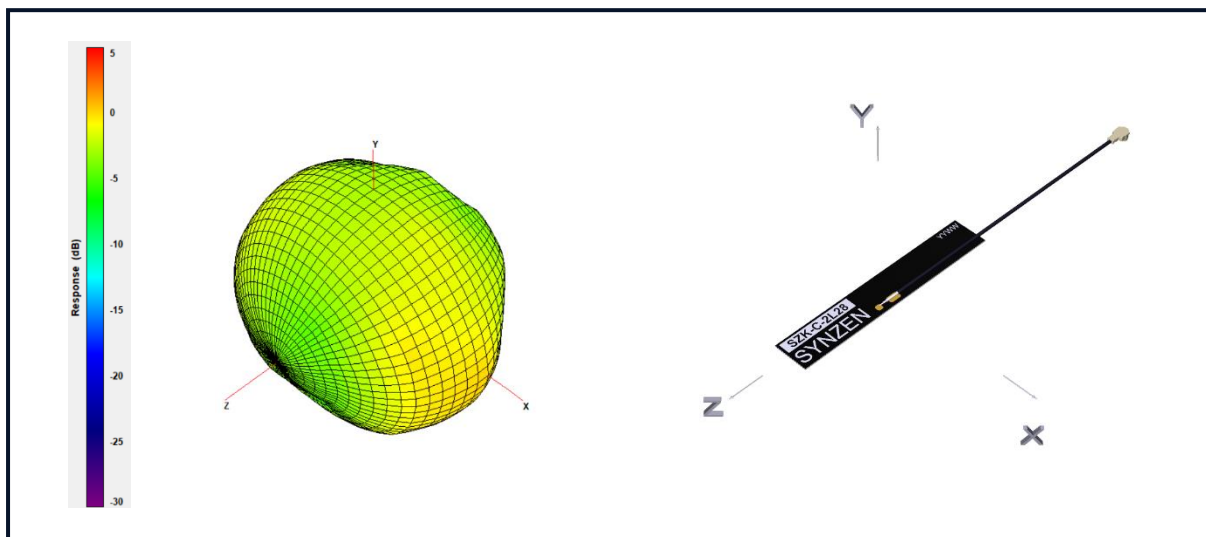 5
0
-5
-10
-15
-20
-25
-30
Response (dB)
Y
Z
X
Y
Z
X
YYWW
SZK-C-2L28
SYNZEN